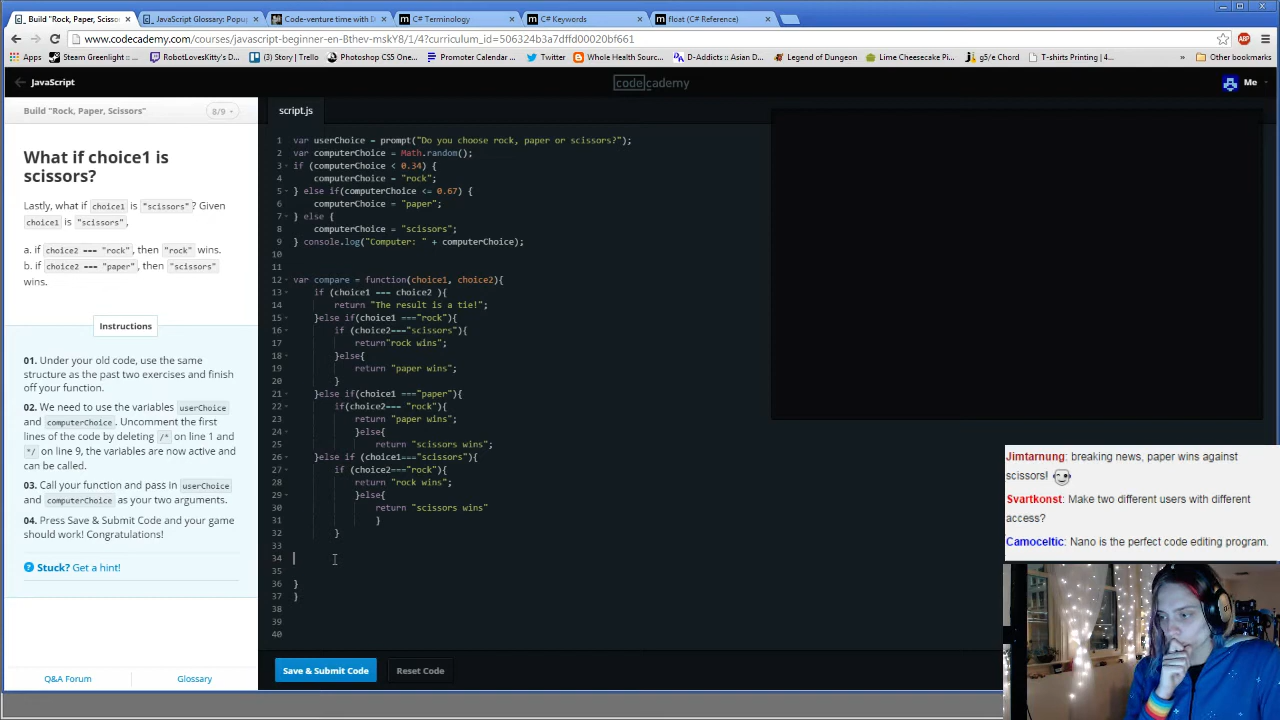 Build "Rock, Paper, Scissor
JavaScript Glossary: Popup
Code-venture time with D
C# Terminology
C# Keywords
float (C# Reference)
www.codecademy.com/courses/javascript-beginner-en-Bthev-mskY8/1/4?curriculum_id=506324b3a7dffd00020bf661
ABP
Apps
Steam Greenlight ::
RobotLovesKitty's D
(3) Story | Trello
Photoshop CS5 One
Promoter Calendar
Twitter
D-Addicts :: Asian D
Legend of Dungeon
Lime Cheesecake Pie
g5/e Chord
T-shirts Printing | 4
Other bookmarks
JavaScript
codecademy
Me
Build "Rock, Paper, Scissors"
8/9
script.js
What if choice1 is
scissors?
Lastly, what if choice1 is "scissors"? Given
choice1 is "scissors",
a. if choice2 === "rock", then "rock" wins.
b. if choice2 === "paper", then "scissors"
wins.
Instructions
01. Under your old code, use the same
structure as the past two exercises and finish
off your function.
02. We need to use the variables userChoice
and computerChoice. Uncomment the first
lines of the code by deleting /* on line 1 and
*/ on line 9, the variables are now active and
can be called.
03. Call your function and pass in userChoice
and computerChoice as your two arguments.
04. Press Save & Submit Code and your game
should work! Congratulations!
Stuck? Get a hint!
Q&A Forum
Glossary
1 var userChoice = prompt("Do you choose rock, paper or scissors?");
2 var computerChoice = Math.random();
3 if (computerChoice < 0.34) {
4 computerChoice = "rock";
5 } else if(computerChoice <= 0.67) {
6 computerChoice = "paper";
7 } else {
8 computerChoice = "scissors";
9 } console.log("Computer: " + computerChoice);
10
11
12 var compare = function(choice1, choice2){
13 if (choice1 === choice2 ){
14 return "The result is a tie!";
15 }else if(choice1 ==="rock"){
16 if (choice2==="scissors"){
17 return"rock wins";
18 }else{
19 return "paper wins";
20 }
21 }else if(choice1 ==="paper"){
22 if(choice2=== "rock"){
23 return "paper wins";
24 }else{
25 return "scissors wins";
26 }else if (choice1==="scissors"){
27 if (choice2==="rock"){
28 return "rock wins";
29 }else{
30 return "scissors wins"
31 }
32 }
33
34
35
36 }
37 }
38
39
40
Save & Submit Code
Reset Code
Jimtarnung: breaking news, paper wins against
scissors!
Svartkonst: Make two different users with different
access?
Camoceltic: Nano is the perfect code editing program.